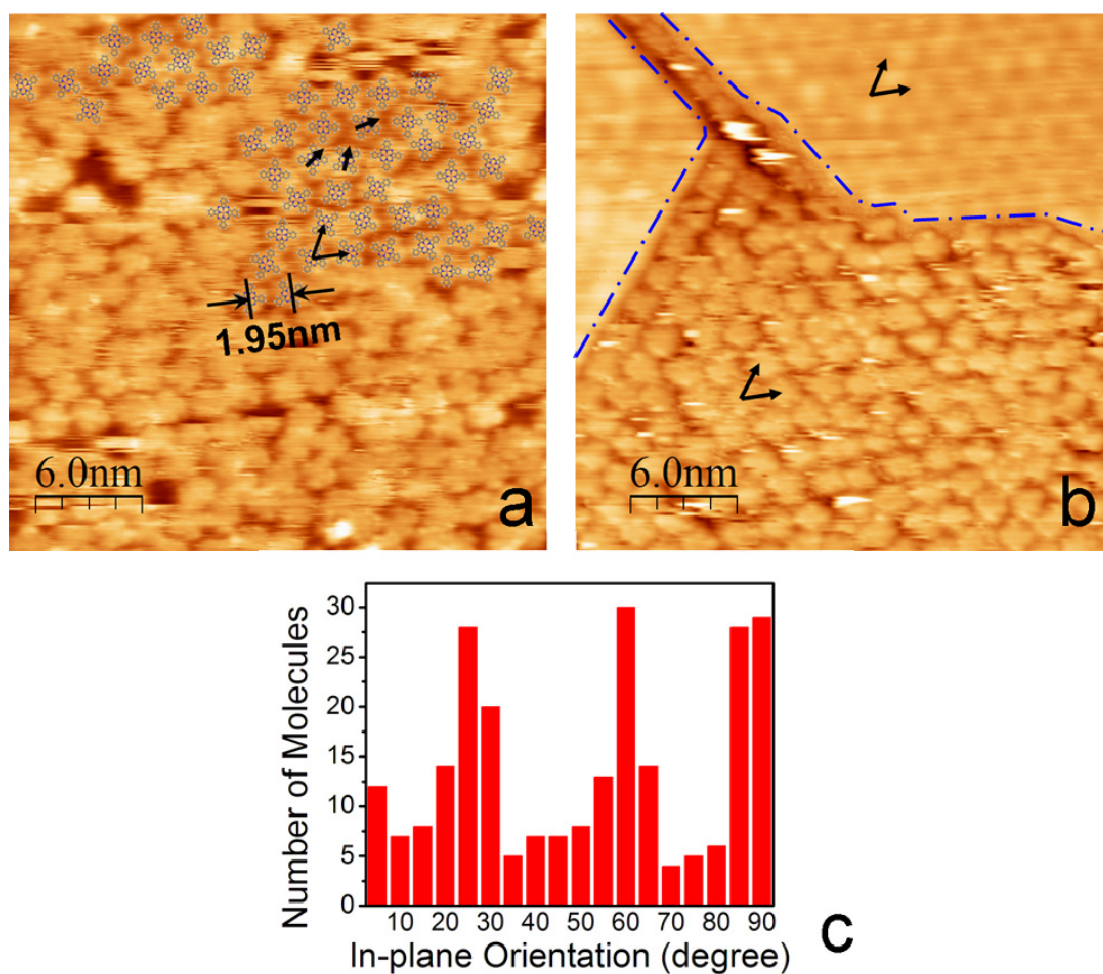 1.95nm
6.0nm
a
6.0nm
b
Number of Molecules
30
25
20
15
10
5
0
10 20 30 40 50 60 70 80 90
In-plane Orientation (degree)
c